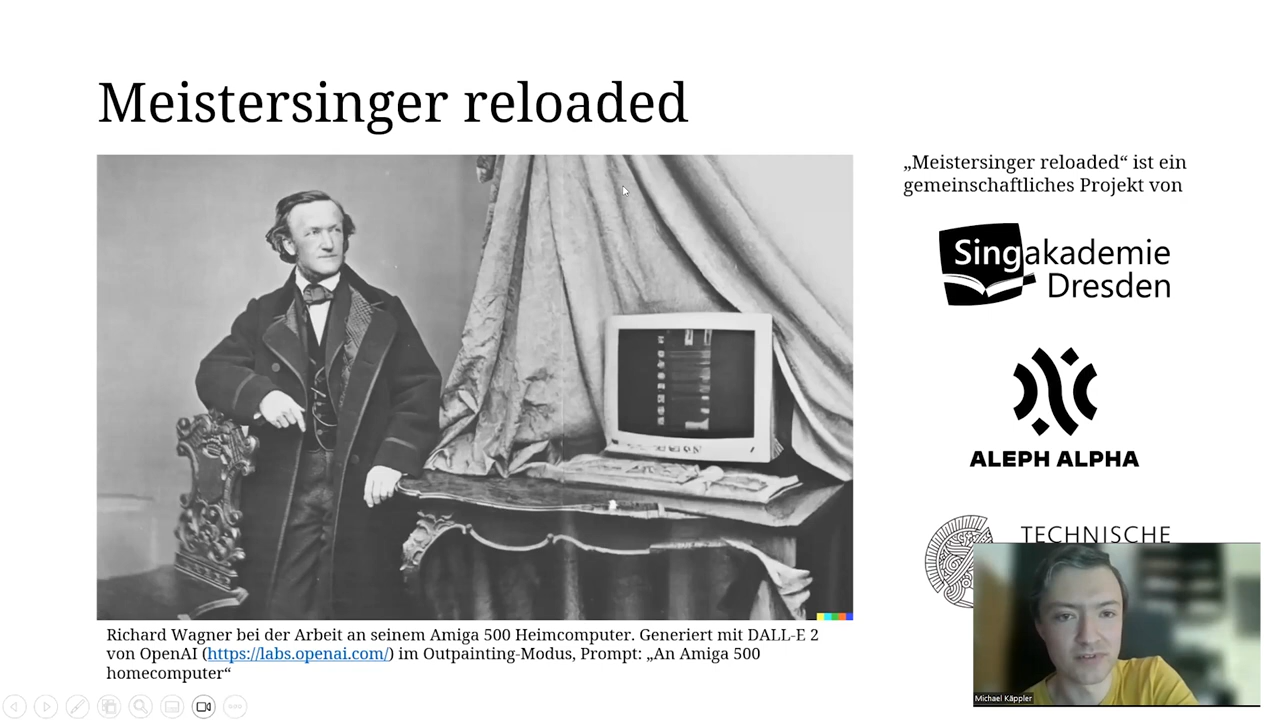 Meistersinger reloaded
„Meistersinger reloaded“ ist ein
gemeinschaftliches Projekt von
Singakademie
Dresden
ALEPH ALPHA
TECHNISCHE
Richard Wagner bei der Arbeit an seinem Amiga 500 Heimcomputer. Generiert mit DALL-E 2
von OpenAI (https://labs.openai.com/) im Outpainting-Modus, Prompt: „An Amiga 500
homecomputer“
Michael Käppler